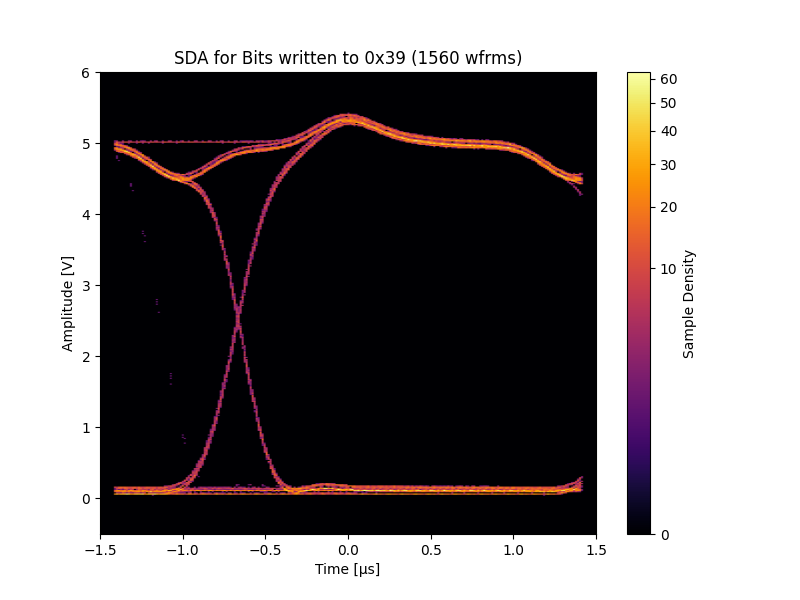 SDA for Bits written to 0x39 (1560 wfrms)
6
5
4
3
2
1
0
Amplitude [V]
−1.5 −1.0 −0.5 0.0 0.5 1.0 1.5
Time [μs]
60
50
40
30
20
10
0
Sample Density